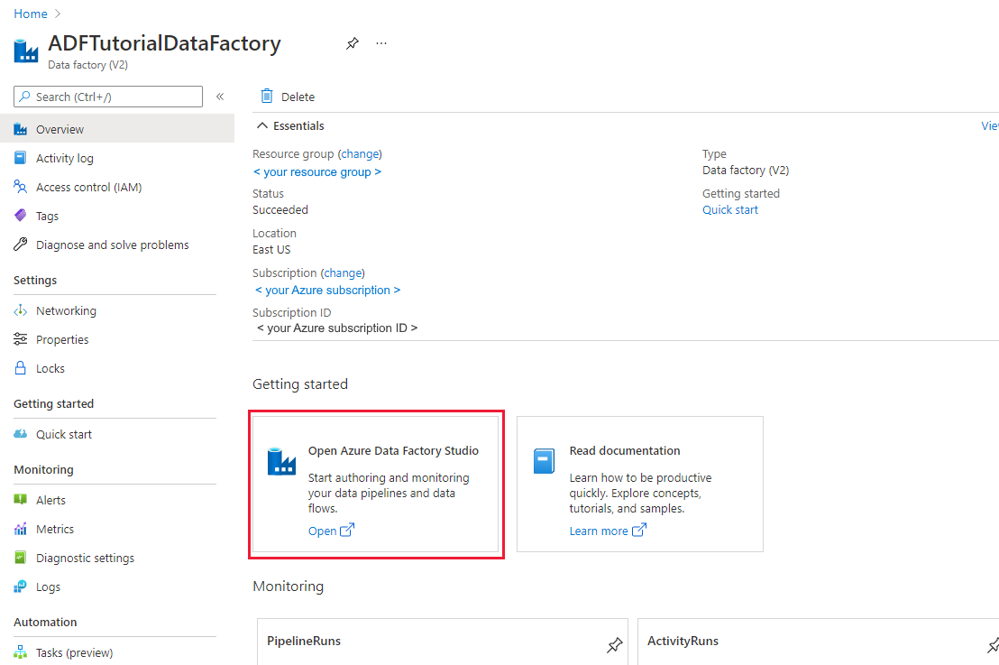 Home
ADFTutorialDataFactory
Data factory (V2)
Search (Ctrl+/)
Overview
Activity log
Access control (IAM)
Tags
Diagnose and solve problems
Settings
Networking
Properties
Locks
Getting started
Quick start
Monitoring
Alerts
Metrics
Diagnostic settings
Logs
Automation
Tasks (preview)
Delete
Essentials
Resource group (change)
< your resource group >
Status
Succeeded
Location
East US
Subscription (change)
< your Azure subscription >
Subscription ID
< your Azure subscription ID >
Type
Data factory (V2)
Getting started
Quick start
Getting started
Open Azure Data Factory Studio
Start authoring and monitoring
your data pipelines and data
flows.
Open
Read documentation
Learn how to be productive
quickly. Explore concepts,
tutorials, and samples.
Learn more
Monitoring
PipelineRuns
ActivityRuns